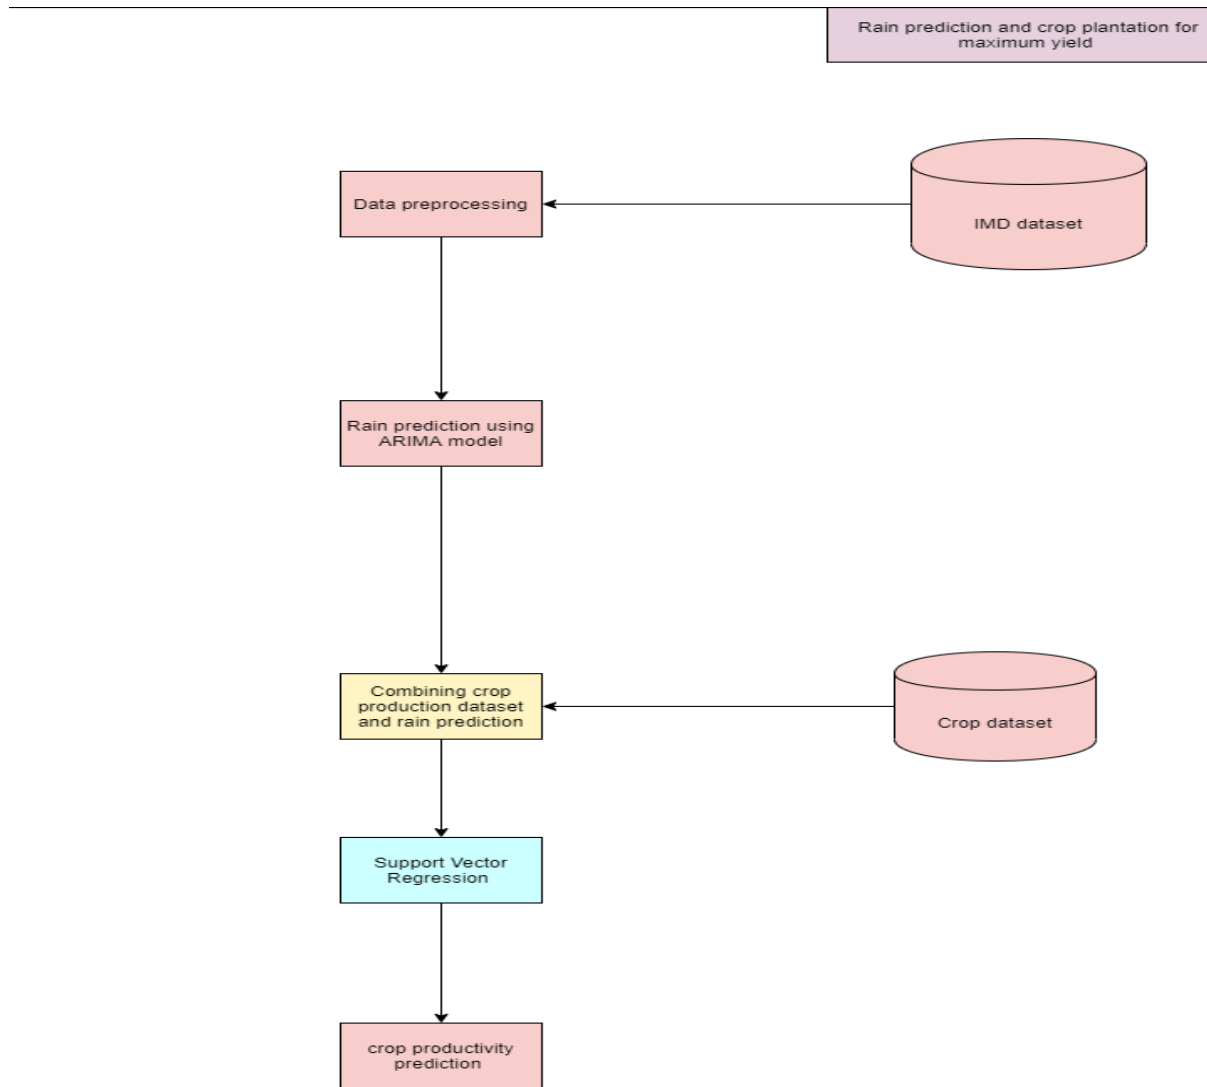 Rain prediction and crop plantation for
maximum yield
Data preprocessing
IMD dataset
Rain prediction using
ARIMA model
Combining crop
production dataset
and rain prediction
Crop dataset
Support Vector
Regression
crop productivity
prediction